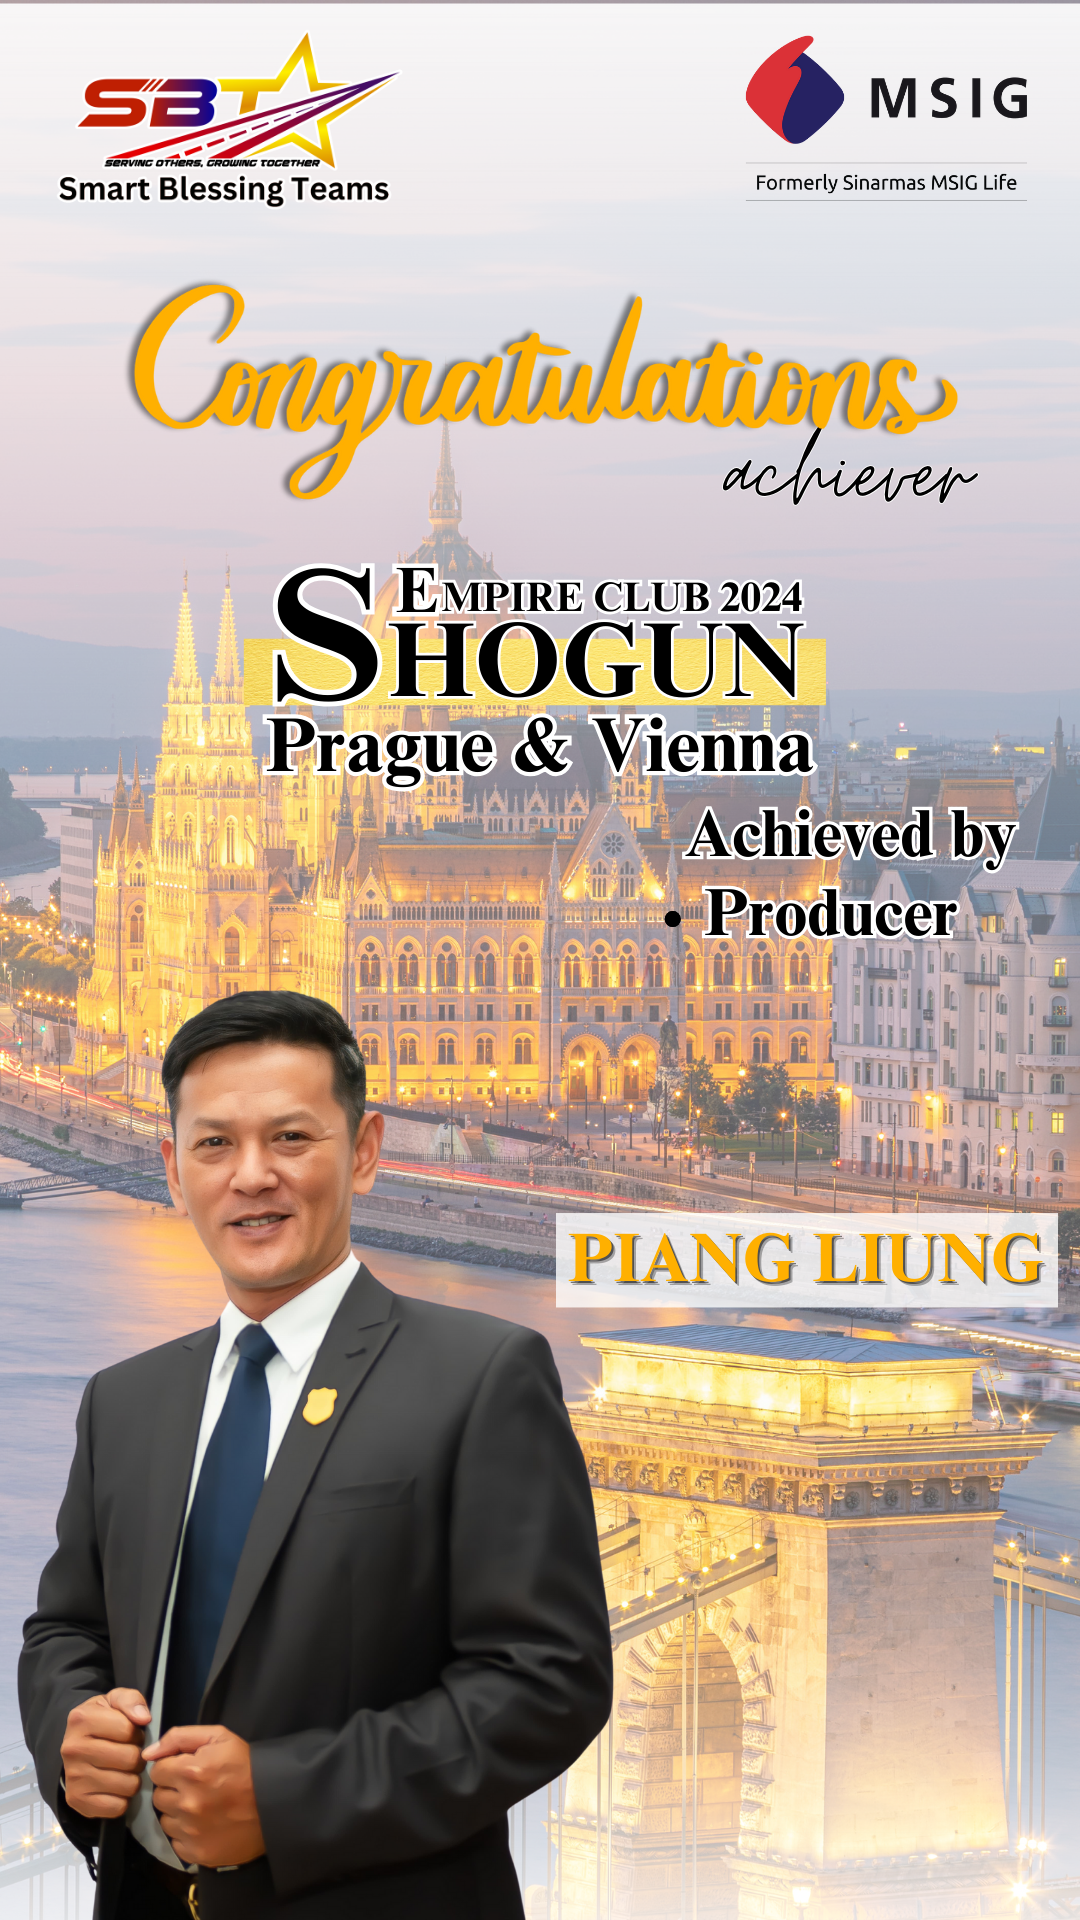 SBT
SERVING OTHERS, GROWING TOGETHER
Smart Blessing Teams
MSIG
Formerly Sinarmas MSIG Life
Congratulations
achiever
EMPIRE CLUB 2024
SHOGUN
Prague & Vienna
Achieved by
• Producer
PIANG LIUNG